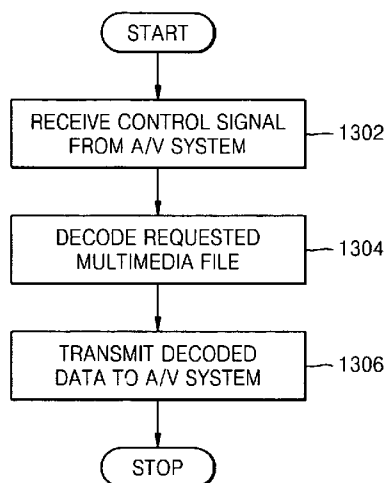 START
RECEIVE CONTROL SIGNAL
FROM A/V SYSTEM
1302
DECODE REQUESTED
MULTIMEDIA FILE
1304
TRANSMIT DECODED
DATA TO A/V SYSTEM
1306
STOP